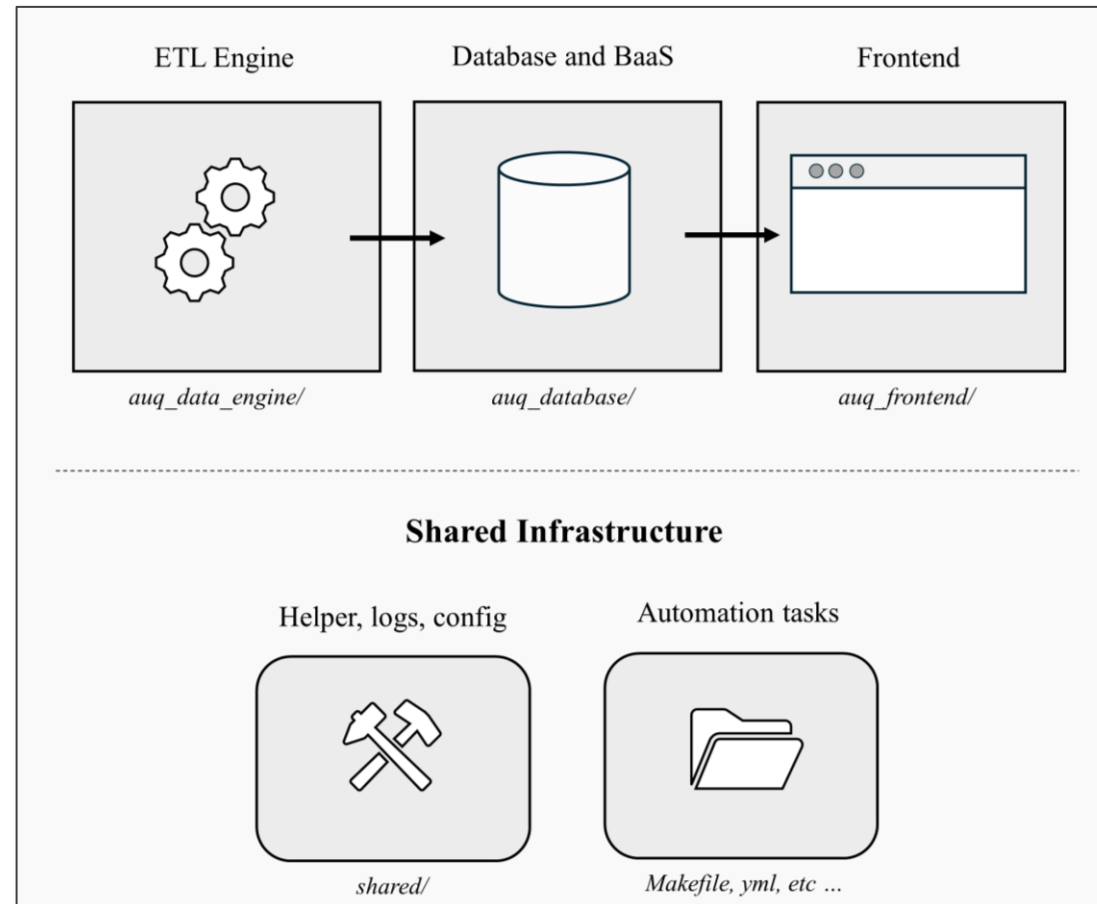 ETL Engine
Database and BaaS
Frontend
auq_data_engine/
auq_database/
auq_frontend/
Shared Infrastructure
Helper, logs, config
Automation tasks
shared/
Makefile, yml, etc ...